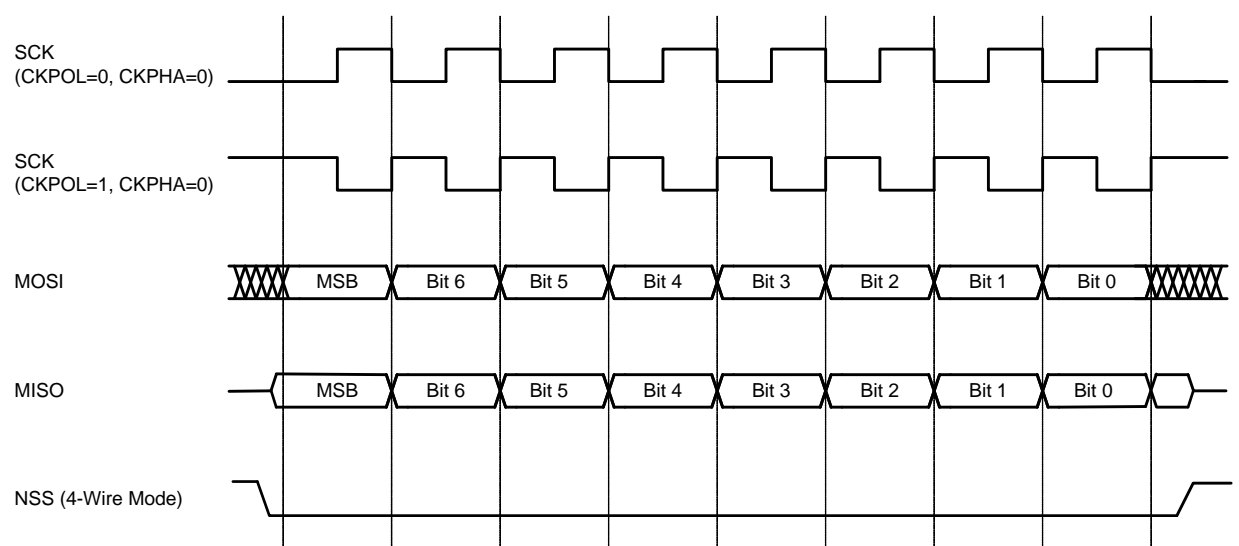 SCK
(CKPOL=0, CKPHA=0)
SCK
(CKPOL=1, CKPHA=0)
MOSI
MSB Bit 6 Bit 5 Bit 4 Bit 3 Bit 2 Bit 1 Bit 0
MISO
MSB Bit 6 Bit 5 Bit 4 Bit 3 Bit 2 Bit 1 Bit 0
NSS (4-Wire Mode)